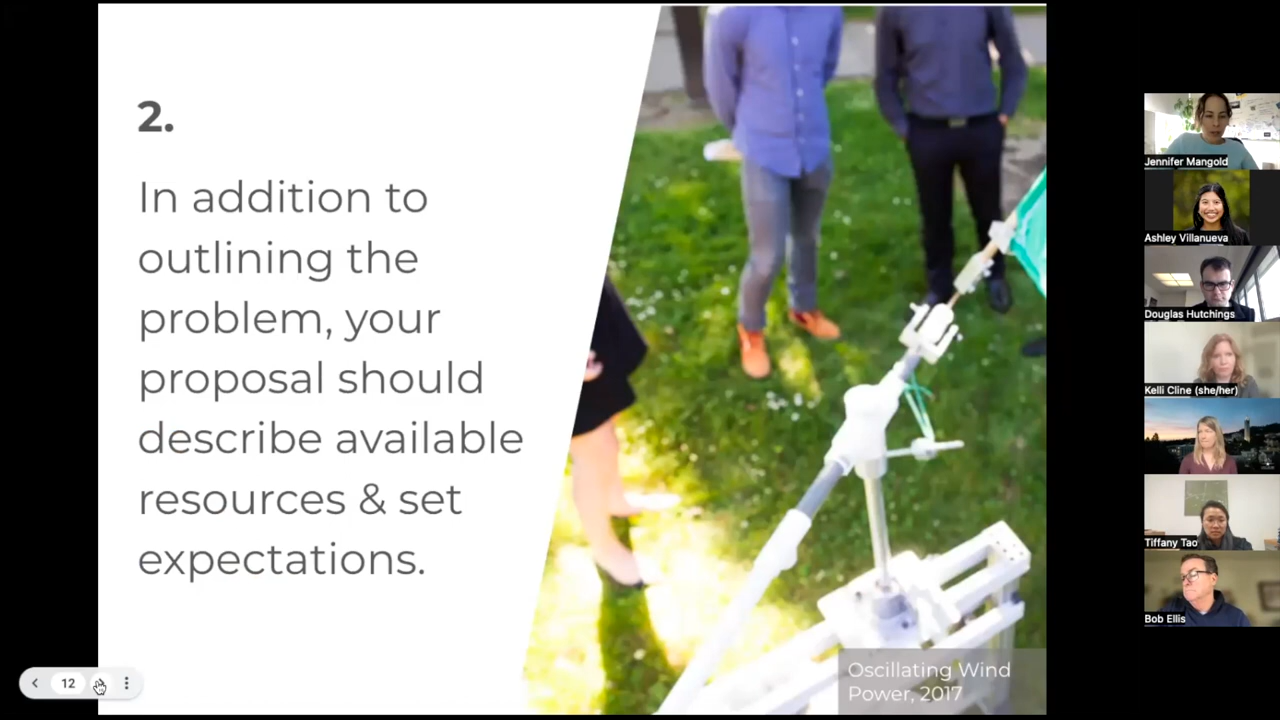 2.
In addition to
outlining the
problem, your
proposal should
describe available
resources & set
expectations.
Oscillating Wind
Power, 2017
12
Jennifer Mangold
Ashley Villanueva
Douglas Hutchings
Kelli Cline (she/her)
Tiffany Tao
Bob Ellis